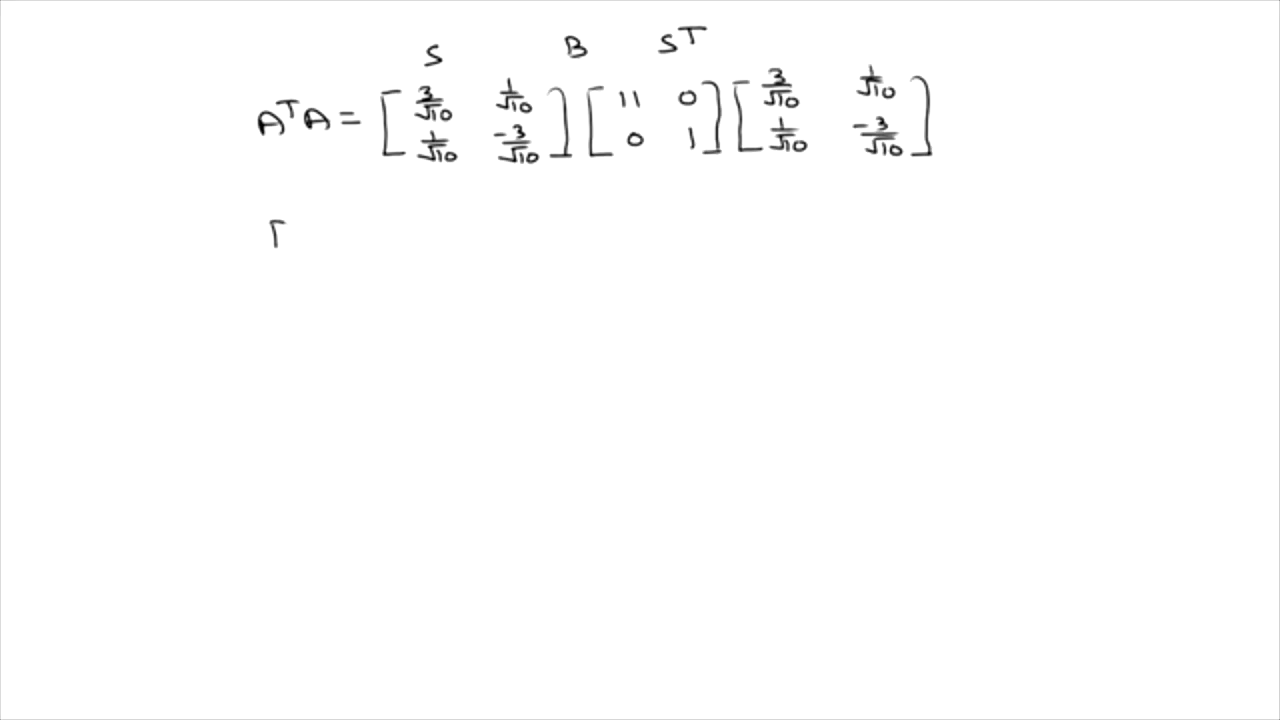 S B Sᵀ
AᵀA = [ 3/√10 1/√10 ; 1/√10 -3/√10 ] [ 11 0 ; 0 1 ] [ 3/√10 1/√10 ; 1/√10 -3/√10 ]
[